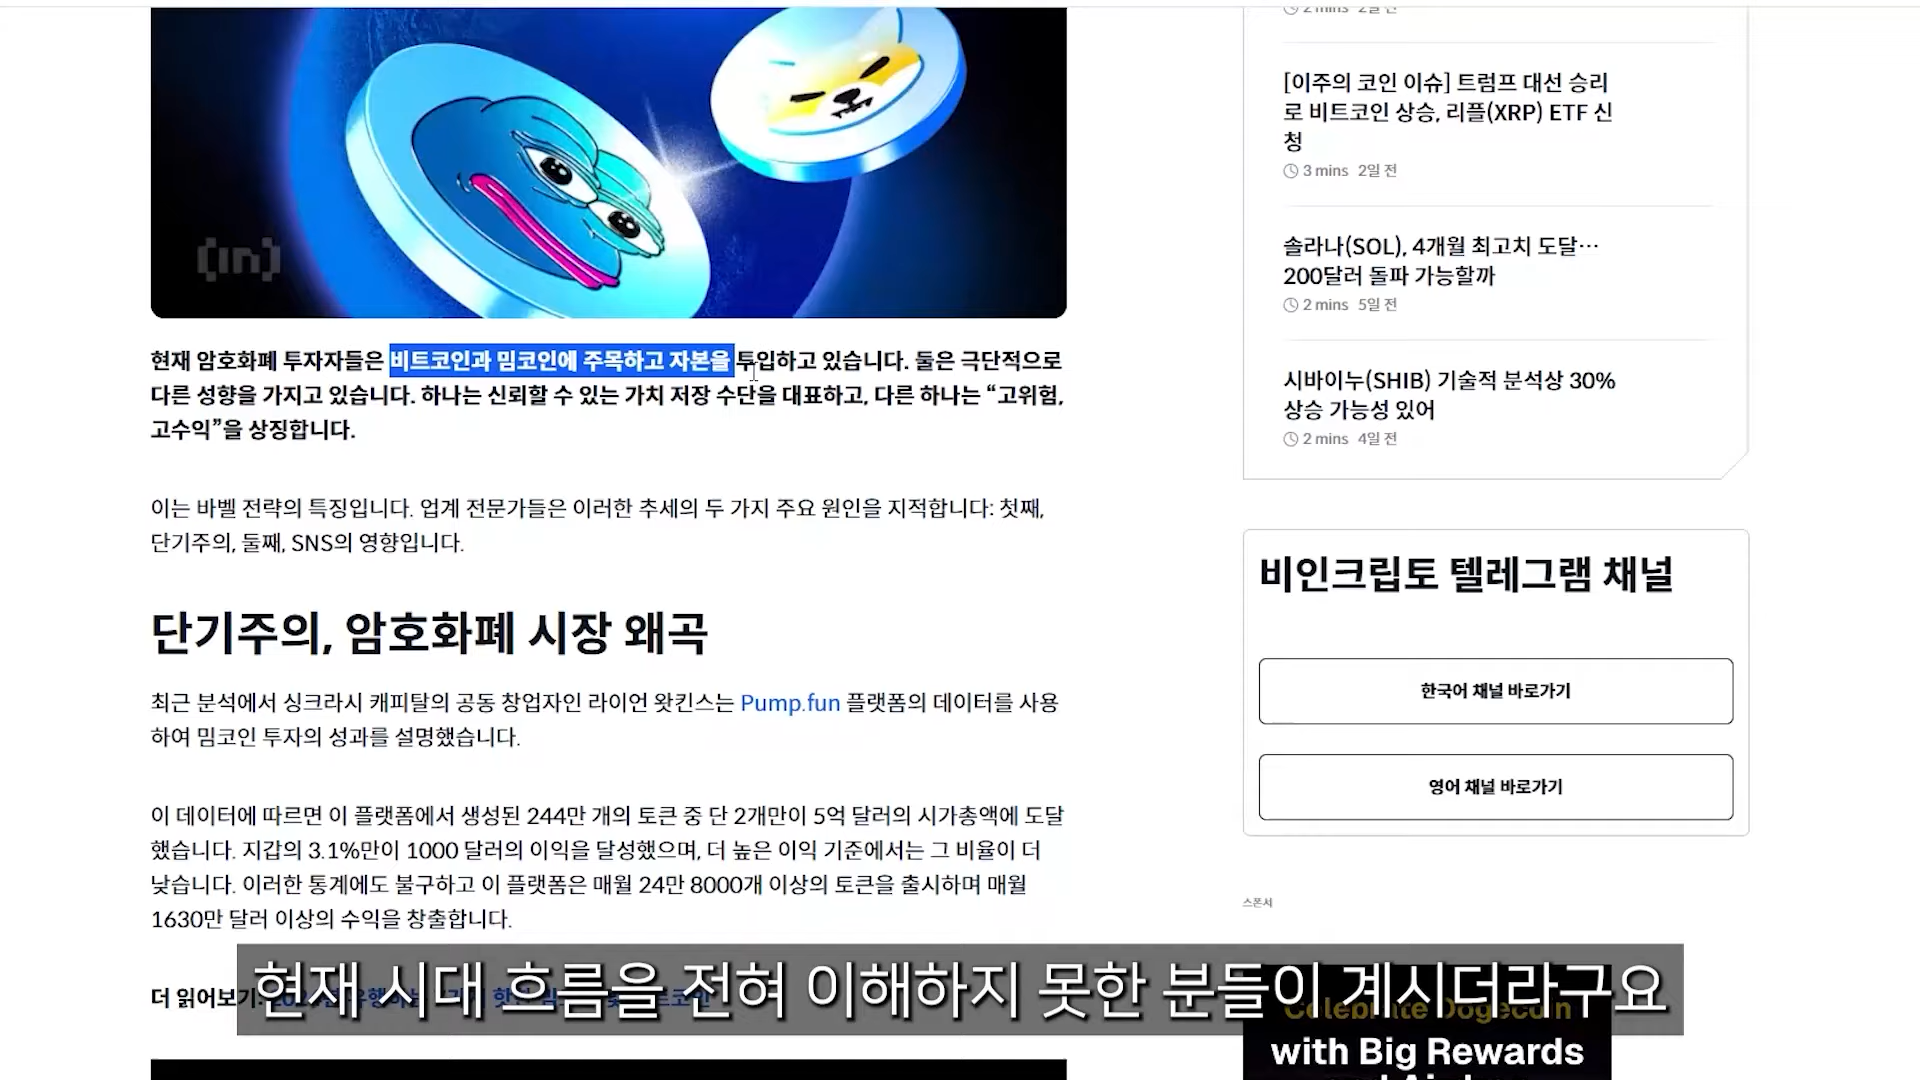 (in)
현재 암호화폐 투자자들은 비트코인과 밈코인에 주목하고 자본을 투입하고 있습니다. 둘은 극단적으로
다른 성향을 가지고 있습니다. 하나는 신뢰할 수 있는 가치 저장 수단을 대표하고, 다른 하나는 “고위험,
고수익”을 상징합니다.
이는 바벨 전략의 특징입니다. 업계 전문가들은 이러한 추세의 두 가지 주요 원인을 지적합니다: 첫째,
단기주의, 둘째, SNS의 영향입니다.
단기주의, 암호화폐 시장 왜곡
최근 분석에서 싱크라시 캐피탈의 공동 창업자인 라이언 왓킨스는 Pump.fun 플랫폼의 데이터를 사용
하여 밈코인 투자의 성과를 설명했습니다.
이 데이터에 따르면 이 플랫폼에서 생성된 244만 개의 토큰 중 단 2개만이 5억 달러의 시가총액에 도달
했습니다. 지갑의 3.1%만이 1000 달러의 이익을 달성했으며, 더 높은 이익 기준에서는 그 비율이 더
낮습니다. 이러한 통계에도 불구하고 이 플랫폼은 매월 24만 8000개 이상의 토큰을 출시하며 매월
1630만 달러 이상의 수익을 창출합니다.
더 읽어보기:
2 mins 2일 전
[이주의 코인 이슈] 트럼프 대선 승리
로 비트코인 상승, 리플(XRP) ETF 신
청
3 mins 2일 전
솔라나(SOL), 4개월 최고치 도달…
200달러 돌파 가능할까
2 mins 5일 전
시바이누(SHIB) 기술적 분석상 30%
상승 가능성 있어
2 mins 4일 전
비인크립토 텔레그램 채널
한국어 채널 바로가기
영어 채널 바로가기
스폰서
Celebrate Dogecoin
with Big Rewards
현재 시대 흐름을 전혀 이해하지 못한 분들이 계시더라구요